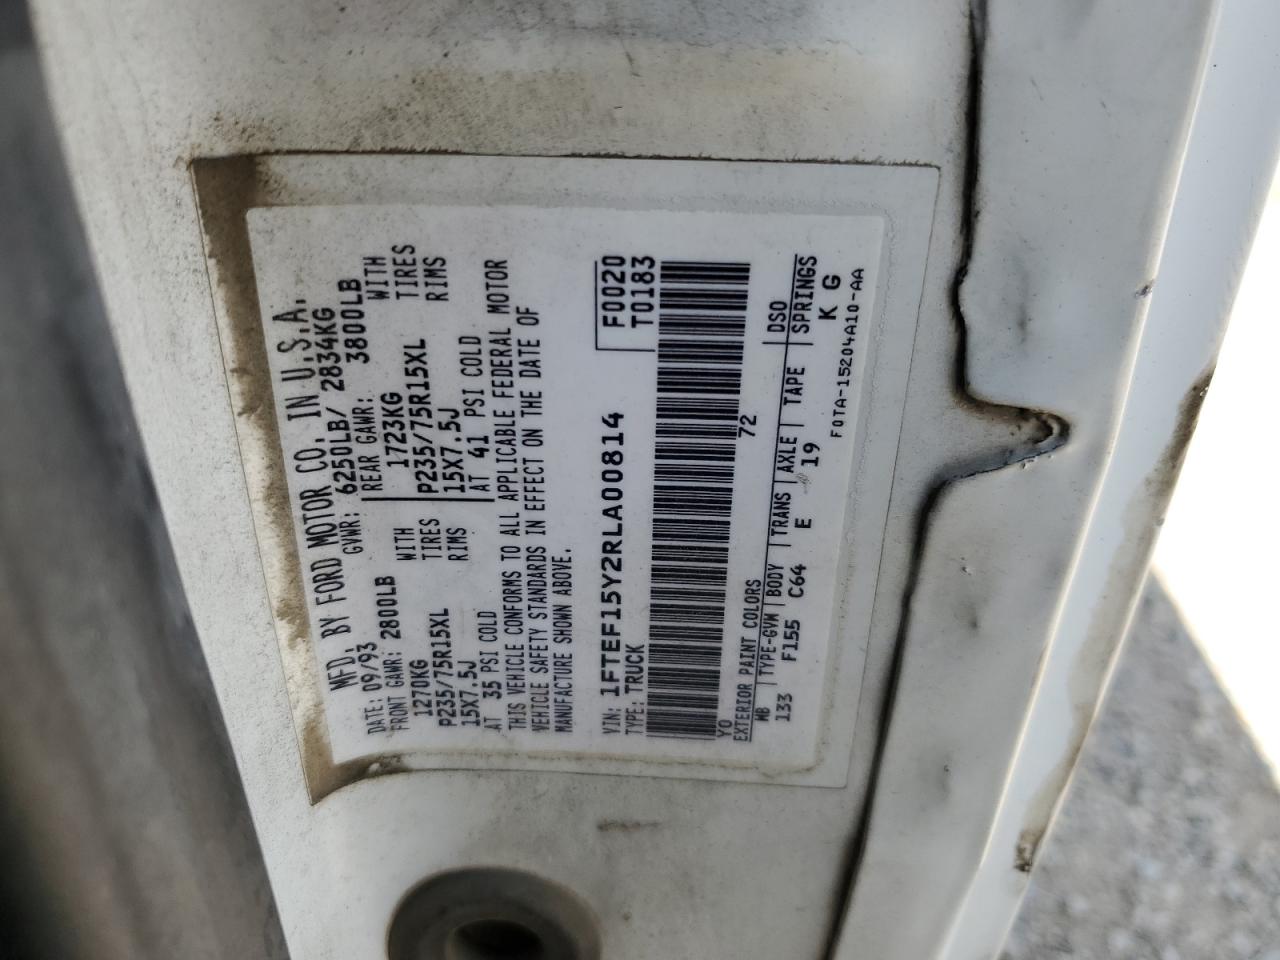 MFD. BY FORD MOTOR CO. IN U.S.A.
DATE: 09/93 GVWR: 6250LB/ 2834KG
FRONT GAWR: 2800LB REAR GAWR: 3800LB
1270KG WITH 1723KG WITH
P235/75R15XL TIRES P235/75R15XL TIRES
15X7.5J RIMS 15X7.5J RIMS
AT 35 PSI COLD AT 41 PSI COLD
THIS VEHICLE CONFORMS TO ALL APPLICABLE FEDERAL MOTOR
VEHICLE SAFETY STANDARDS IN EFFECT ON THE DATE OF
MANUFACTURE SHOWN ABOVE.
VIN: 1FTEF15Y2RLA00814 F0020
TYPE: TRUCK T0183
YO 72
EXTERIOR PAINT COLORS DSO
WB TYPE-GVW BODY TRANS AXLE TAPE SPRINGS
133 F155 C64 E 19 K G
F0TA-15204A10-AA